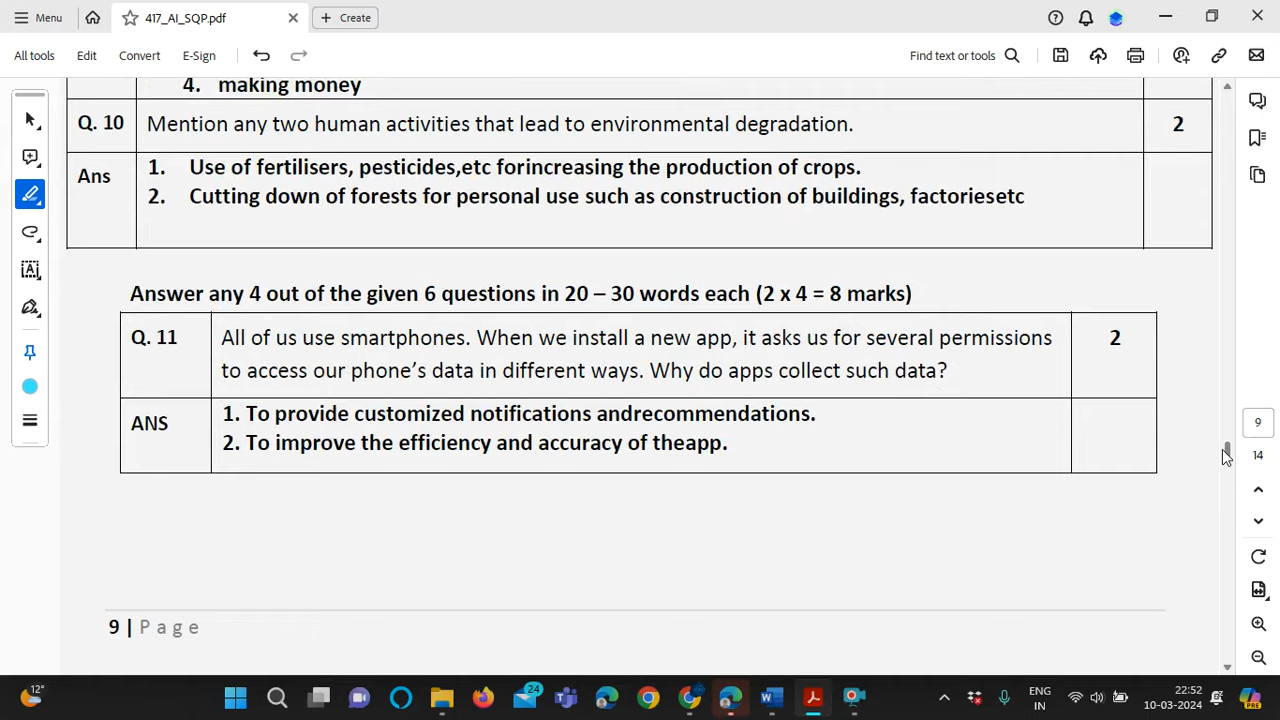 Menu
417_AI_SQP.pdf
Create
All tools
Edit
Convert
E-Sign
Find text or tools
4. making money
Q. 10
Mention any two human activities that lead to environmental degradation.
2
Ans
1. Use of fertilisers, pesticides,etc forincreasing the production of crops.
2. Cutting down of forests for personal use such as construction of buildings, factoriesetc
Answer any 4 out of the given 6 questions in 20 – 30 words each (2 x 4 = 8 marks)
Q. 11
All of us use smartphones. When we install a new app, it asks us for several permissions
to access our phone’s data in different ways. Why do apps collect such data?
2
ANS
1. To provide customized notifications andrecommendations.
2. To improve the efficiency and accuracy of theapp.
9 | P a g e
9
14
12°
24
ENG
IN
22:52
10-03-2024
PRE